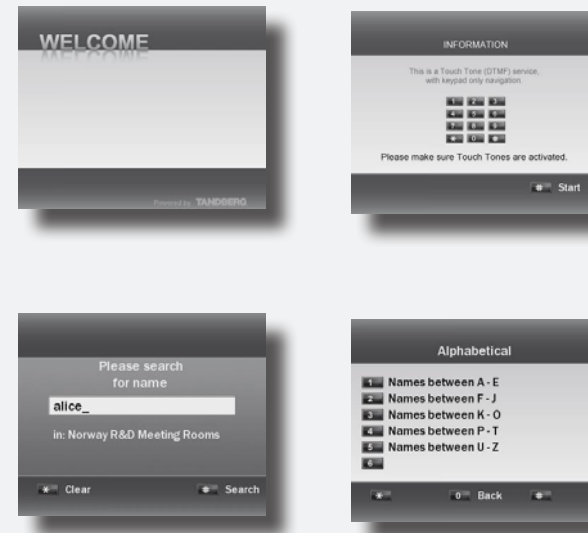 WELCOME
Powered by TANDBERG
INFORMATION
This is a Touch Tone (DTMF) service,
with keypad only navigation.
1 2 3
4 5 6
7 8 9
* 0 #
Please make sure Touch Tones are activated.
# Start
Please search
for name
alice_
in: Norway R&D Meeting Rooms
* Clear # Search
Alphabetical
1 Names between A - E
2 Names between F - J
3 Names between K - O
4 Names between P - T
5 Names between U - Z
6
* 0 Back #